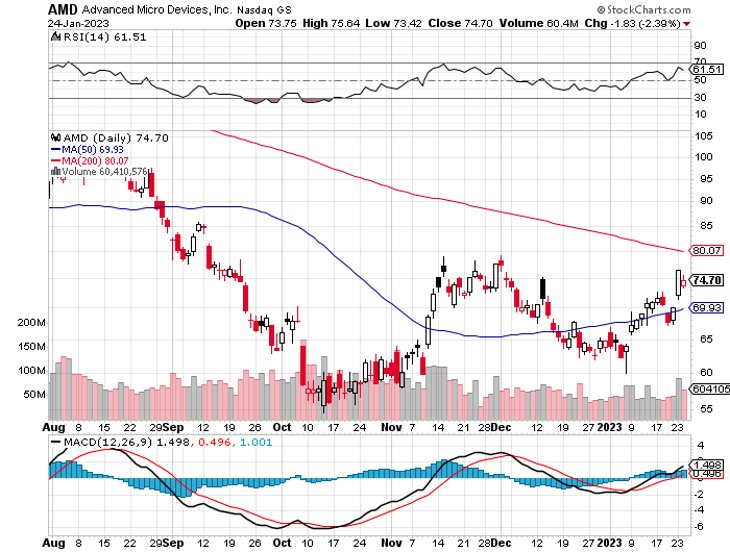 AMD Advanced Micro Devices, Inc. Nasdaq GS © StockCharts.com
24-Jan-2023 Open 73.75 High 75.64 Low 73.42 Close 74.70 Volume 60.4M Chg -1.83 (-2.39%)
RSI(14) 61.51
90
70
61.51
50
30
10
AMD (Daily) 74.70
MA(50) 69.93
MA(200) 80.07
Volume 60,410,576
105
100
95
90
85
80.07
74.70
69.93
65
60
55
200M
150M
100M
50M
604105
Aug 8 15 22 29 Sep 12 19 26 Oct 10 17 24 Nov 7 14 21 28 Dec 12 19 27 2023 9 17 23
MACD(12,26,9) 1.498, 0.496, 1.001
4
2
1.498
0.496
-2
-4
-6
Aug 8 15 22 29 Sep 12 19 26 Oct 10 17 24 Nov 7 14 21 28 Dec 12 19 27 2023 9 17 23